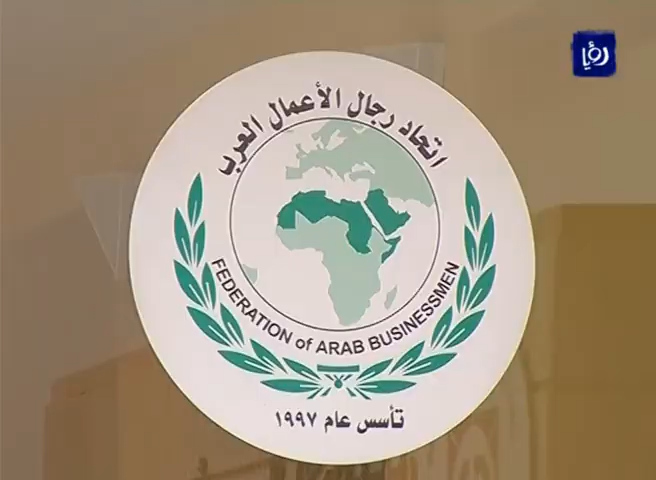 رؤيا
اتحاد رجال الأعمال العرب
FEDERATION of ARAB BUSINESSMEN
تأسس عام ١٩٩٧